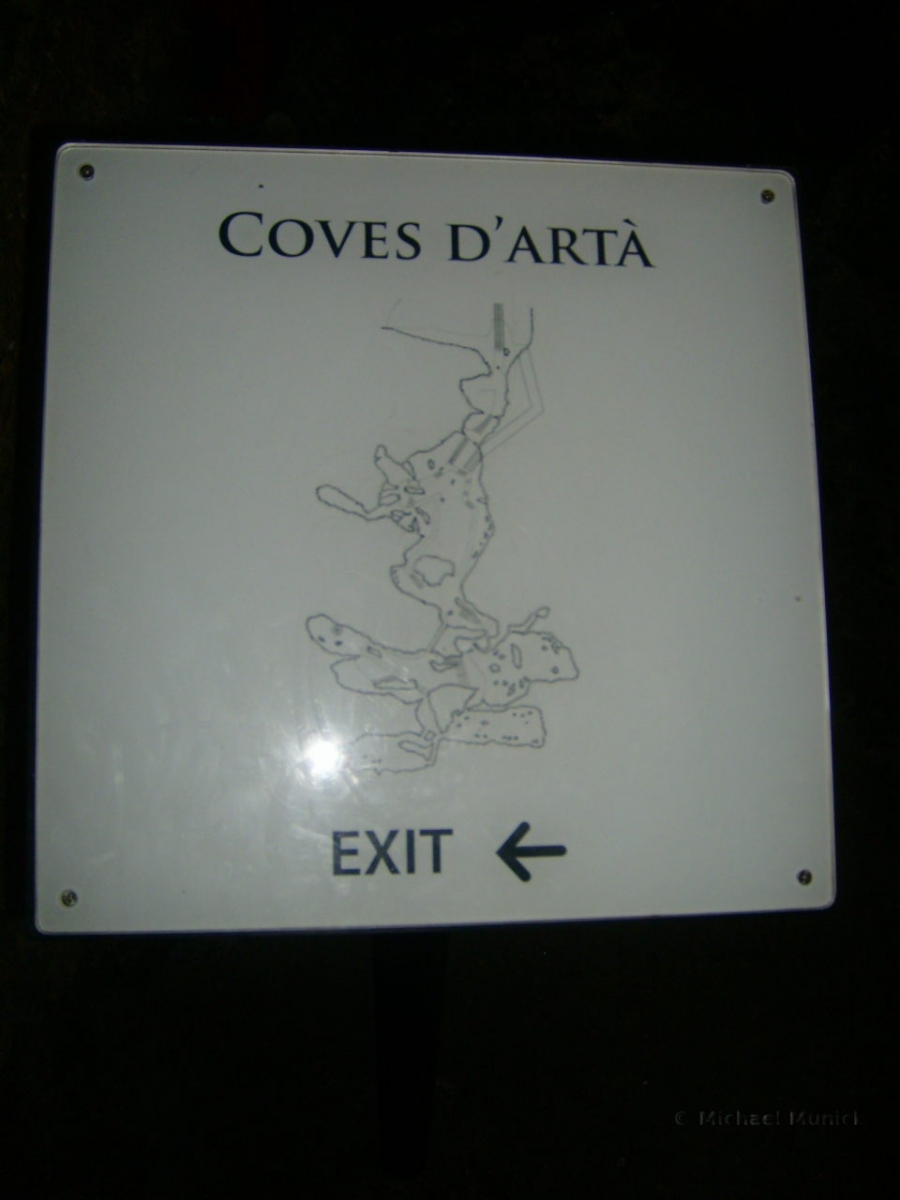 COVES D'ARTÀ
EXIT ←
© Michael Munich